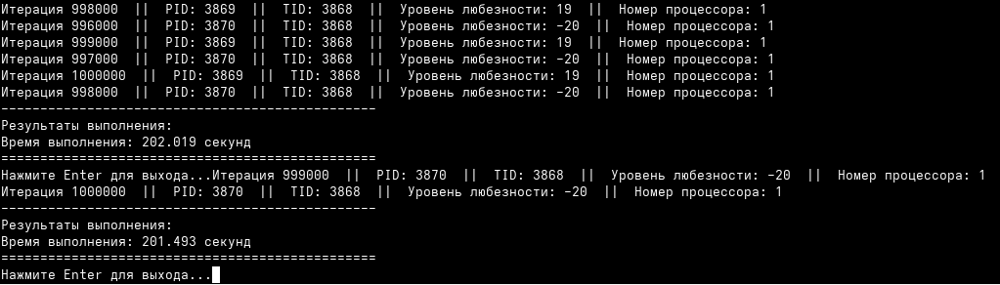 Итерация 998000  ||  PID: 3869  ||  TID: 3868  ||  Уровень любезности: 19  ||  Номер процессора: 1
Итерация 996000  ||  PID: 3870  ||  TID: 3868  ||  Уровень любезности: -20  ||  Номер процессора: 1
Итерация 999000  ||  PID: 3869  ||  TID: 3868  ||  Уровень любезности: 19  ||  Номер процессора: 1
Итерация 997000  ||  PID: 3870  ||  TID: 3868  ||  Уровень любезности: -20  ||  Номер процессора: 1
Итерация 1000000  ||  PID: 3869  ||  TID: 3868  ||  Уровень любезности: 19  ||  Номер процессора: 1
Итерация 998000  ||  PID: 3870  ||  TID: 3868  ||  Уровень любезности: -20  ||  Номер процессора: 1
------------------------------------------------
Результаты выполнения:
Время выполнения: 202.019 секунд
================================================
Нажмите Enter для выхода...Итерация 999000  ||  PID: 3870  ||  TID: 3868  ||  Уровень любезности: -20  ||  Номер процессора: 1
Итерация 1000000  ||  PID: 3870  ||  TID: 3868  ||  Уровень любезности: -20  ||  Номер процессора: 1
------------------------------------------------
Результаты выполнения:
Время выполнения: 201.493 секунд
================================================
Нажмите Enter для выхода...